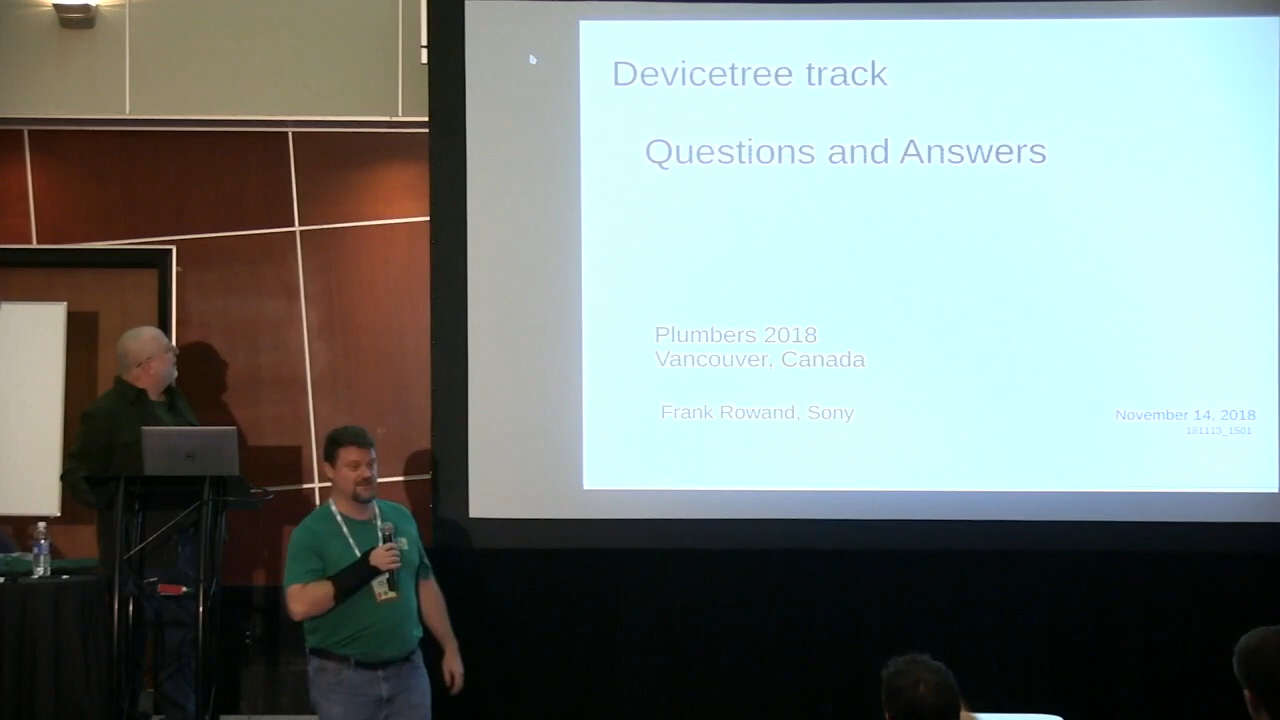 Devicetree track
Questions and Answers
Plumbers 2018
Vancouver, Canada
Frank Rowand, Sony
November 14, 2018
181113_1501